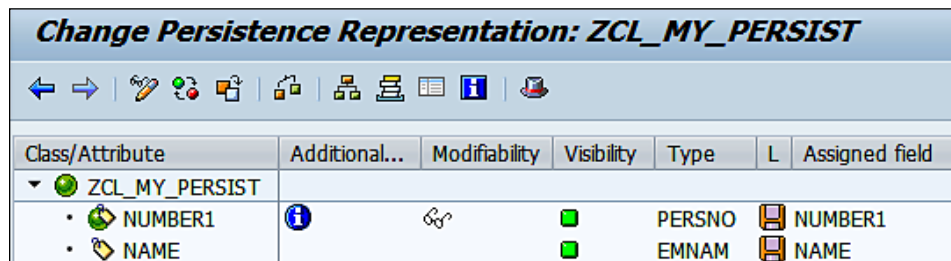 Change Persistence Representation: ZCL_MY_PERSIST
Class/Attribute Additional... Modifiability Visibility Type L Assigned field
ZCL_MY_PERSIST
NUMBER1 PERSNO NUMBER1
NAME EMNAM NAME